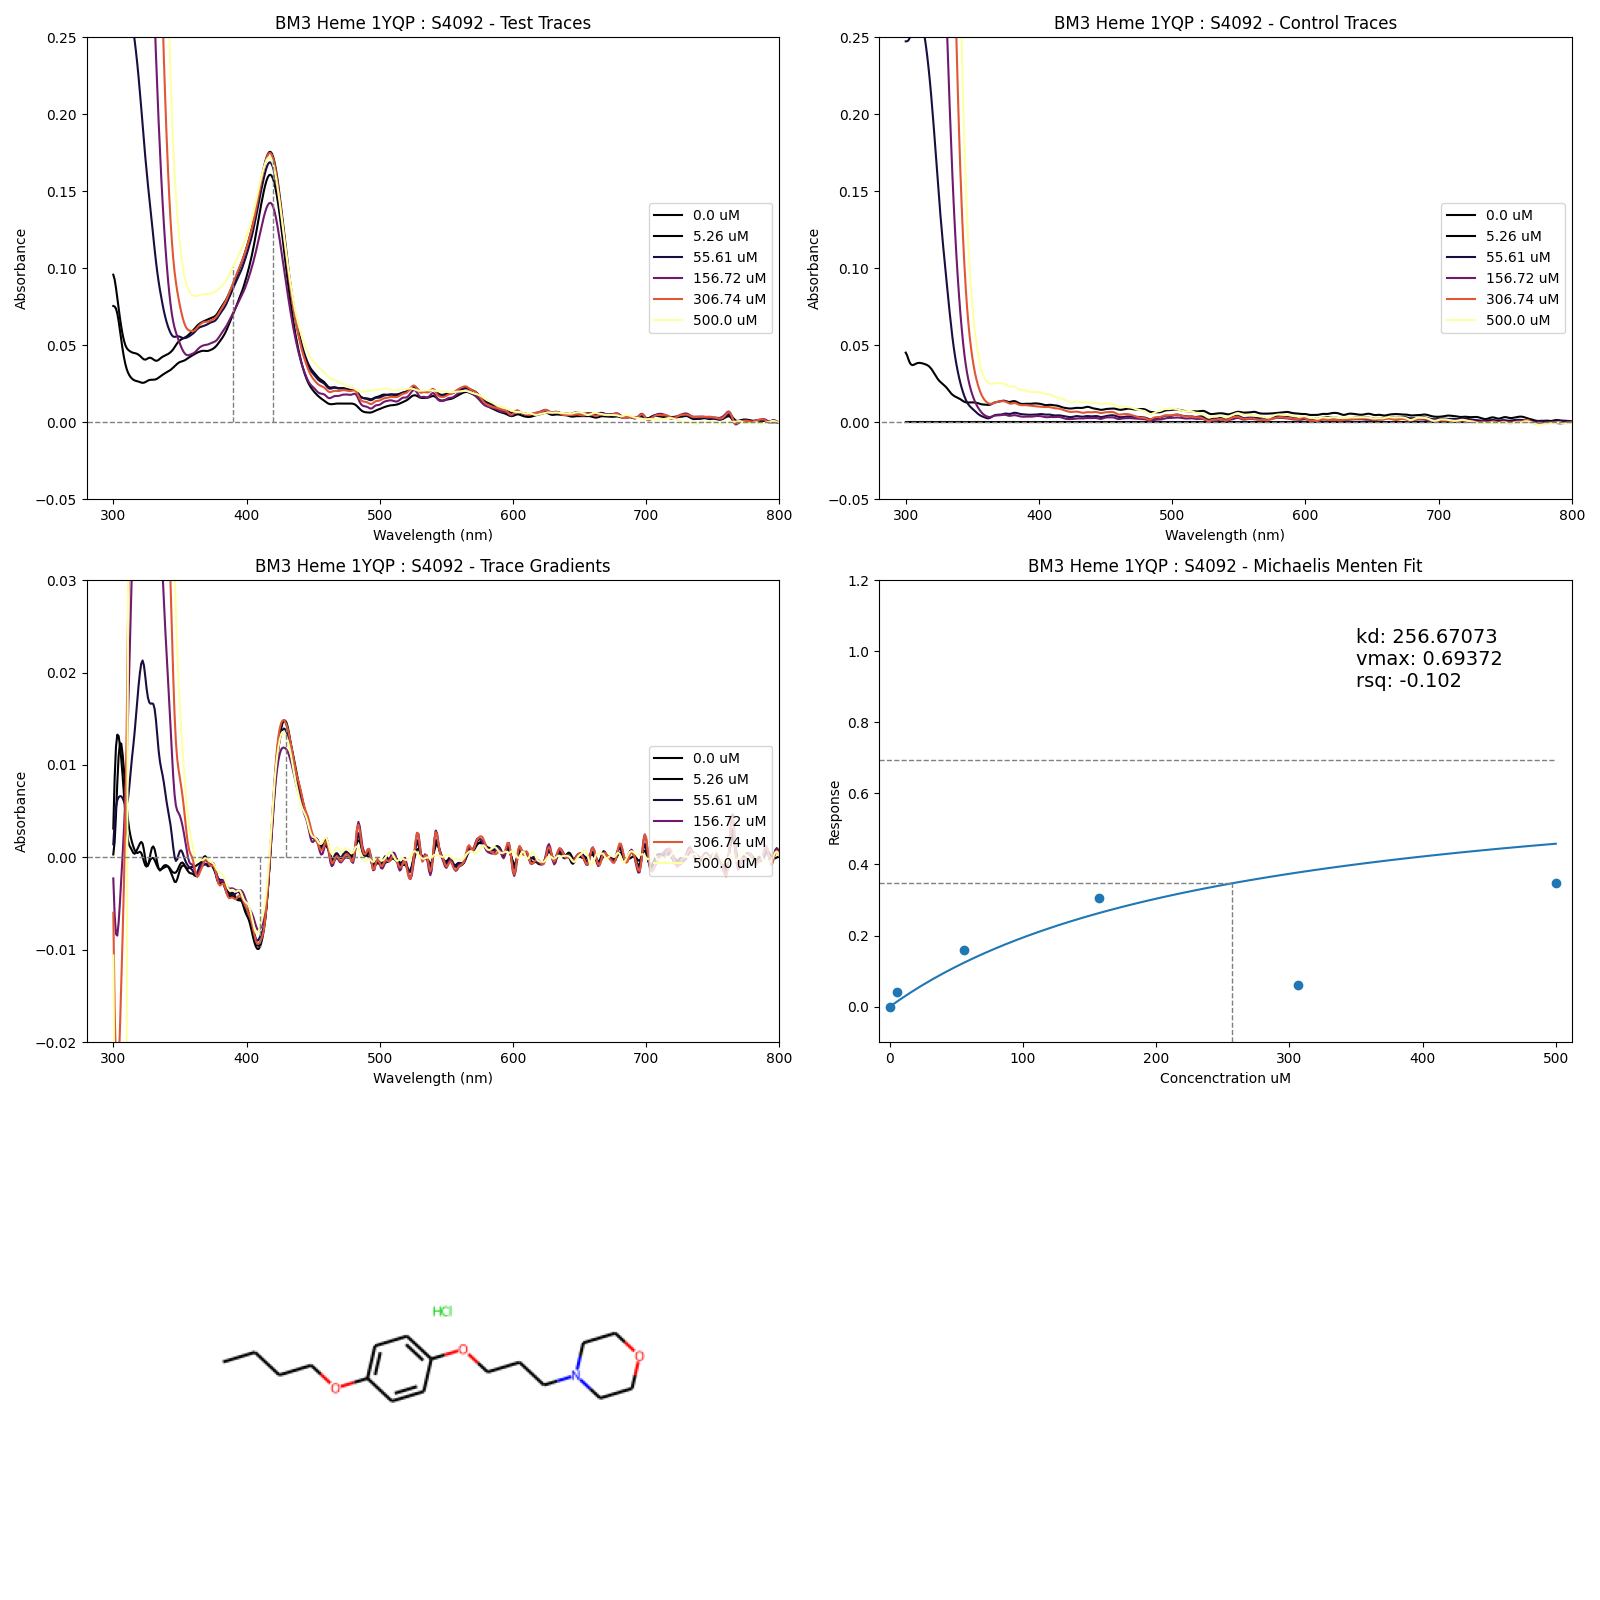 BM3 Heme 1YQP : S4092 - Test Traces
0.25
0.20
0.15
0.10
0.05
0.00
−0.05
Absorbance
300 400 500 600 700 800
Wavelength (nm)
0.0 uM
5.26 uM
55.61 uM
156.72 uM
306.74 uM
500.0 uM
BM3 Heme 1YQP : S4092 - Control Traces
0.25
0.20
0.15
0.10
0.05
0.00
−0.05
Absorbance
300 400 500 600 700 800
Wavelength (nm)
0.0 uM
5.26 uM
55.61 uM
156.72 uM
306.74 uM
500.0 uM
BM3 Heme 1YQP : S4092 - Trace Gradients
0.03
0.02
0.01
0.00
−0.01
−0.02
Absorbance
300 400 500 600 700 800
Wavelength (nm)
0.0 uM
5.26 uM
55.61 uM
156.72 uM
306.74 uM
500.0 uM
BM3 Heme 1YQP : S4092 - Michaelis Menten Fit
1.2
1.0
0.8
0.6
0.4
0.2
0.0
Response
0 100 200 300 400 500
Concenctration uM
kd: 256.67073
vmax: 0.69372
rsq: -0.102
HCl
O
O
N
O